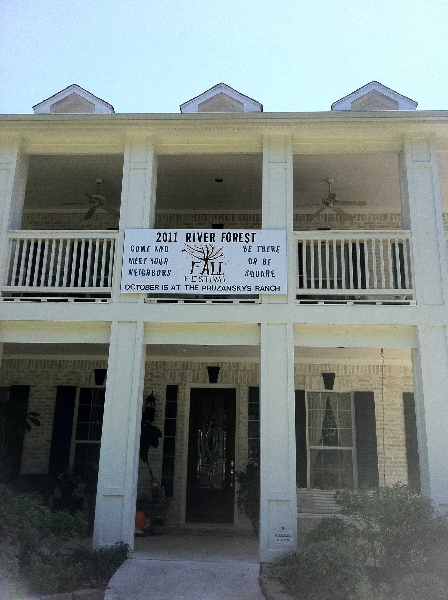 2011 RIVER FOREST
COME AND
MEET YOUR
NEIGHBORS
FALL
FESTIVAL
BE THERE
OR BE
SQUARE
OCTOBER 15 AT THE PRUZANSKY'S RANCH